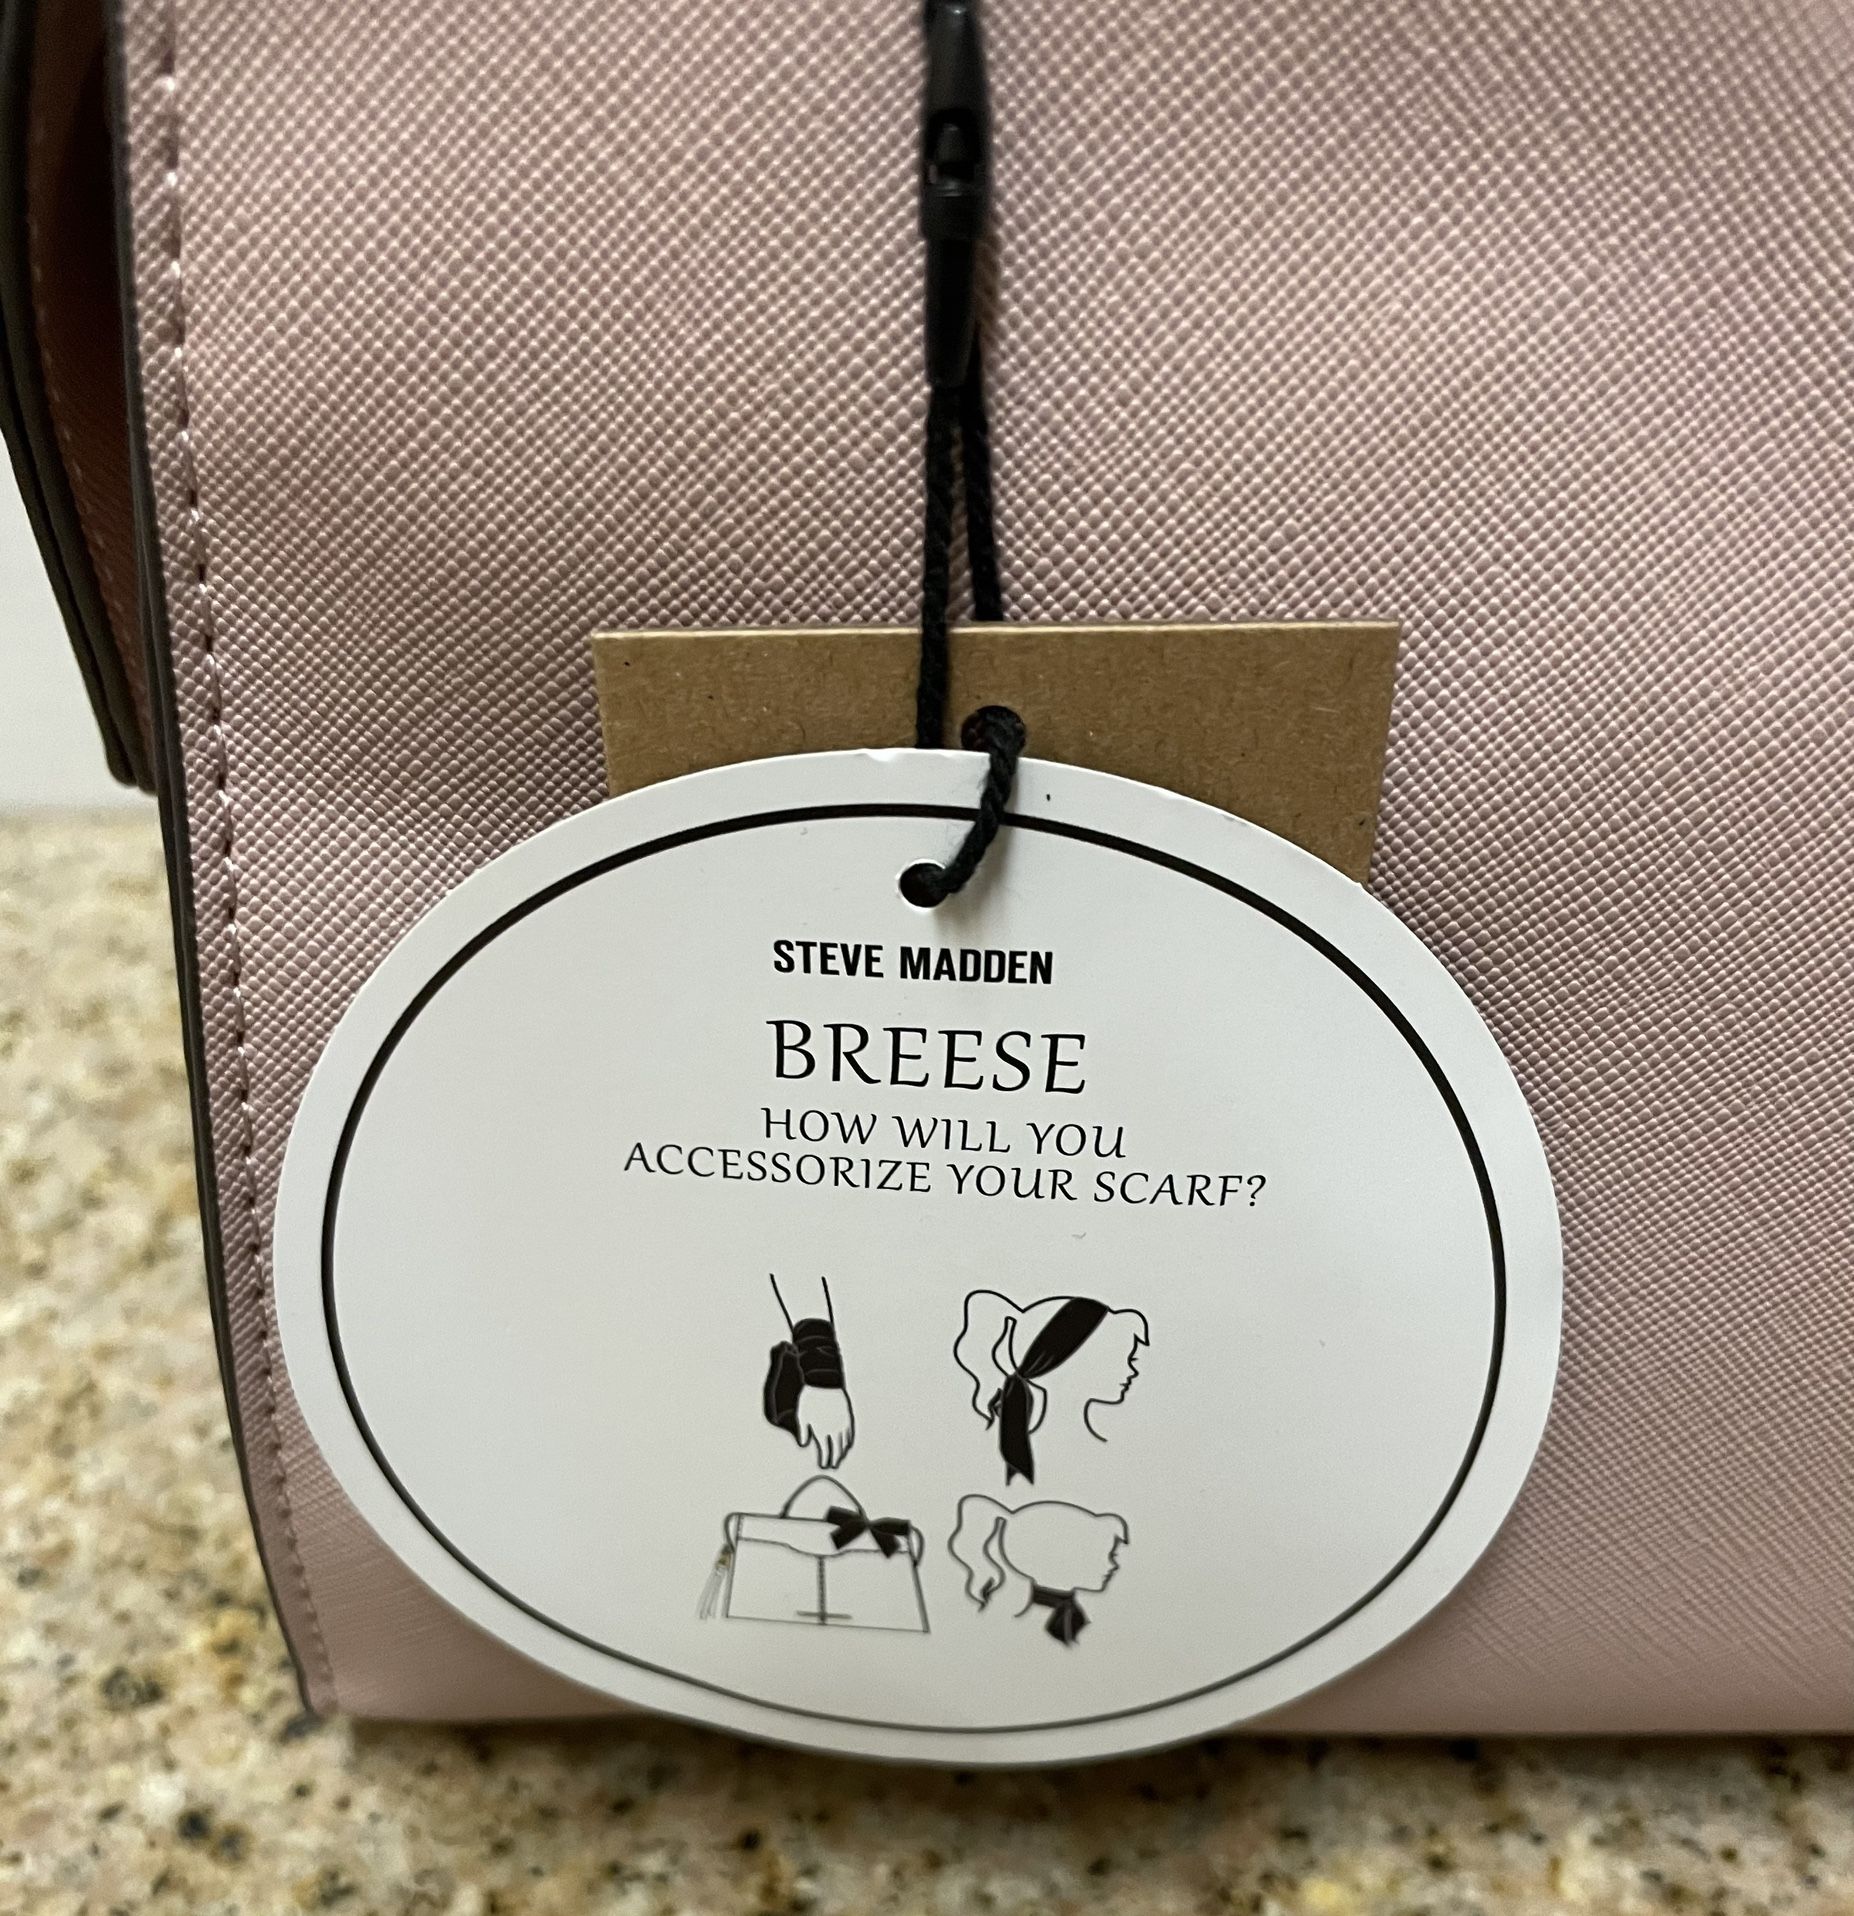 STEVE MADDEN
BREESE
HOW WILL YOU
ACCESSORIZE YOUR SCARF?